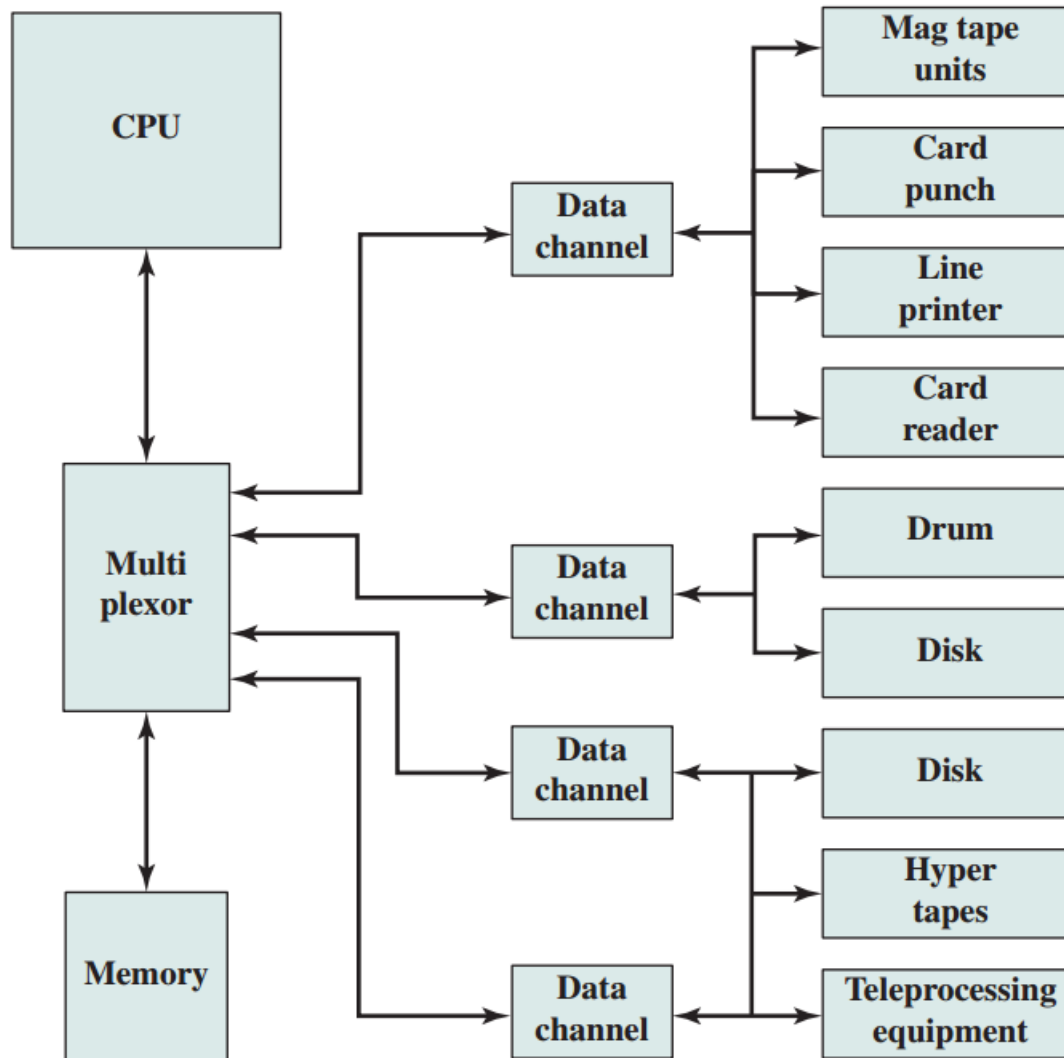 CPU
Multi
plexor
Memory
Data
channel
Data
channel
Data
channel
Data
channel
Mag tape
units
Card
punch
Line
printer
Card
reader
Drum
Disk
Disk
Hyper
tapes
Teleprocessing
equipment